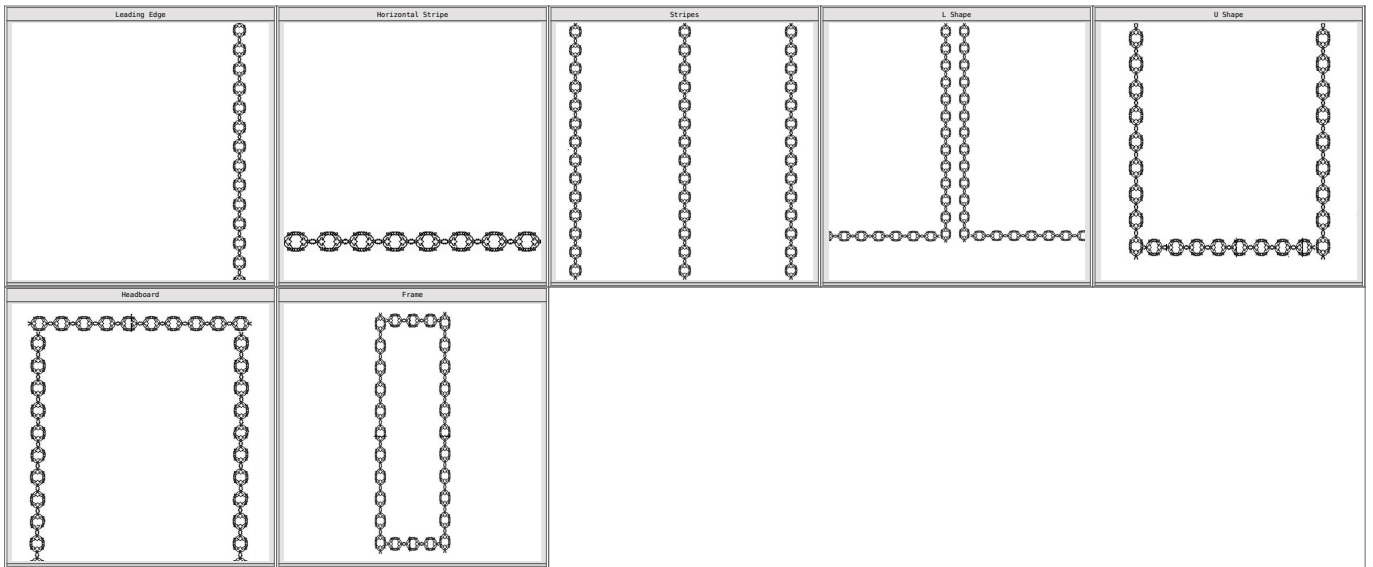 Leading Edge
Horizontal Stripe
Stripes
L Shape
U Shape
Headboard
Frame